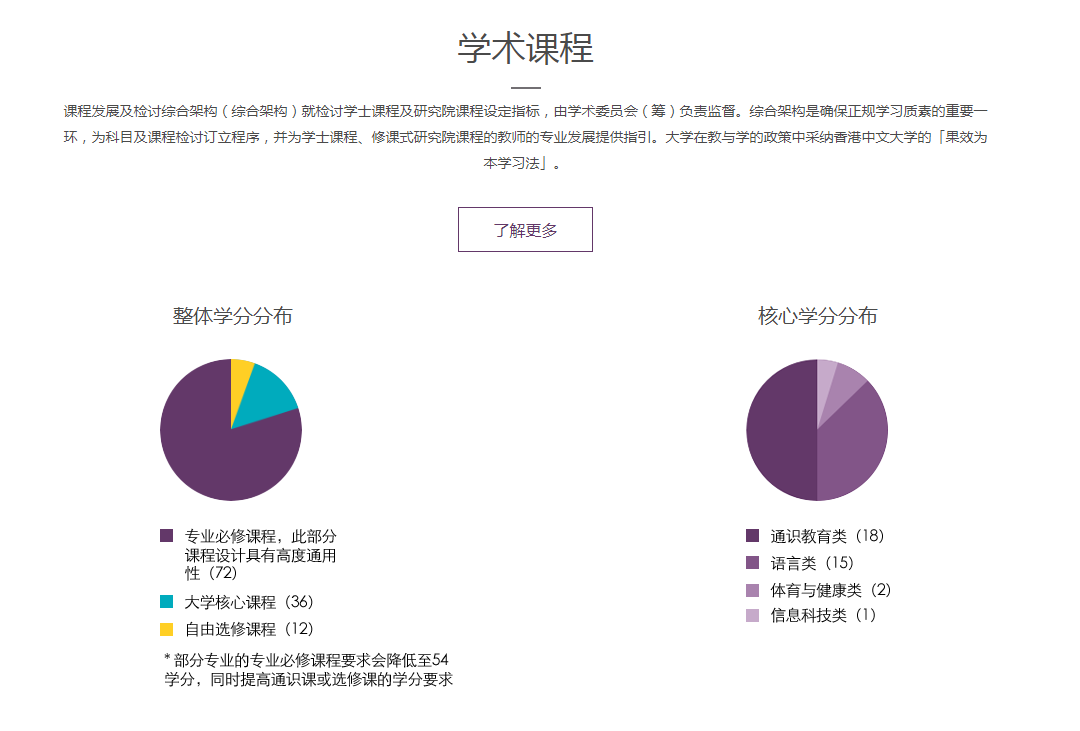 学术课程
课程发展及检讨综合架构（综合架构）就检讨学士课程及研究院课程设定指标，由学术委员会（筹）负责监督。综合架构是确保正规学习质素的重要一
环，为科目及课程检讨订立程序，并为学士课程、修课式研究院课程的教师的专业发展提供指引。大学在教与学的政策中采纳香港中文大学的「果效为
本学习法」。
了解更多
整体学分分布
专业必修课程，此部分
课程设计具有高度通用
性（72）
大学核心课程（36）
自由选修课程（12）
* 部分专业的专业必修课程要求会降低至54
学分，同时提高通识课或选修课的学分要求
核心学分分布
通识教育类（18）
语言类（15）
体育与健康类（2）
信息科技类（1）